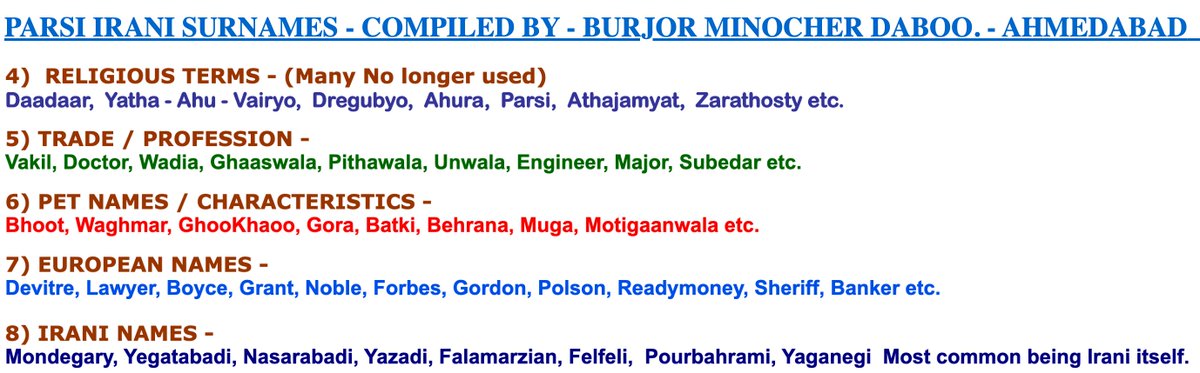 PARSI IRANI SURNAMES - COMPILED BY - BURJOR MINOCHER DABOO. - AHMEDABAD
4) RELIGIOUS TERMS - (Many No longer used)
Daadaar, Yatha - Ahu - Vairyo, Dregubyo, Ahura, Parsi, Athajamyat, Zarathosty etc.
5) TRADE / PROFESSION -
Vakil, Doctor, Wadia, Ghaaswala, Pithawala, Unwala, Engineer, Major, Subedar etc.
6) PET NAMES / CHARACTERISTICS -
Bhoot, Waghmar, GhooKhaoo, Gora, Batki, Behrana, Muga, Motigaanwala etc.
7) EUROPEAN NAMES -
Devitre, Lawyer, Boyce, Grant, Noble, Forbes, Gordon, Polson, Readymoney, Sheriff, Banker etc.
8) IRANI NAMES -
Mondegary, Yegatabadi, Nasarabadi, Yazadi, Falamarzian, Felfeli, Pourbahrami, Yaganegi Most common being Irani itself.